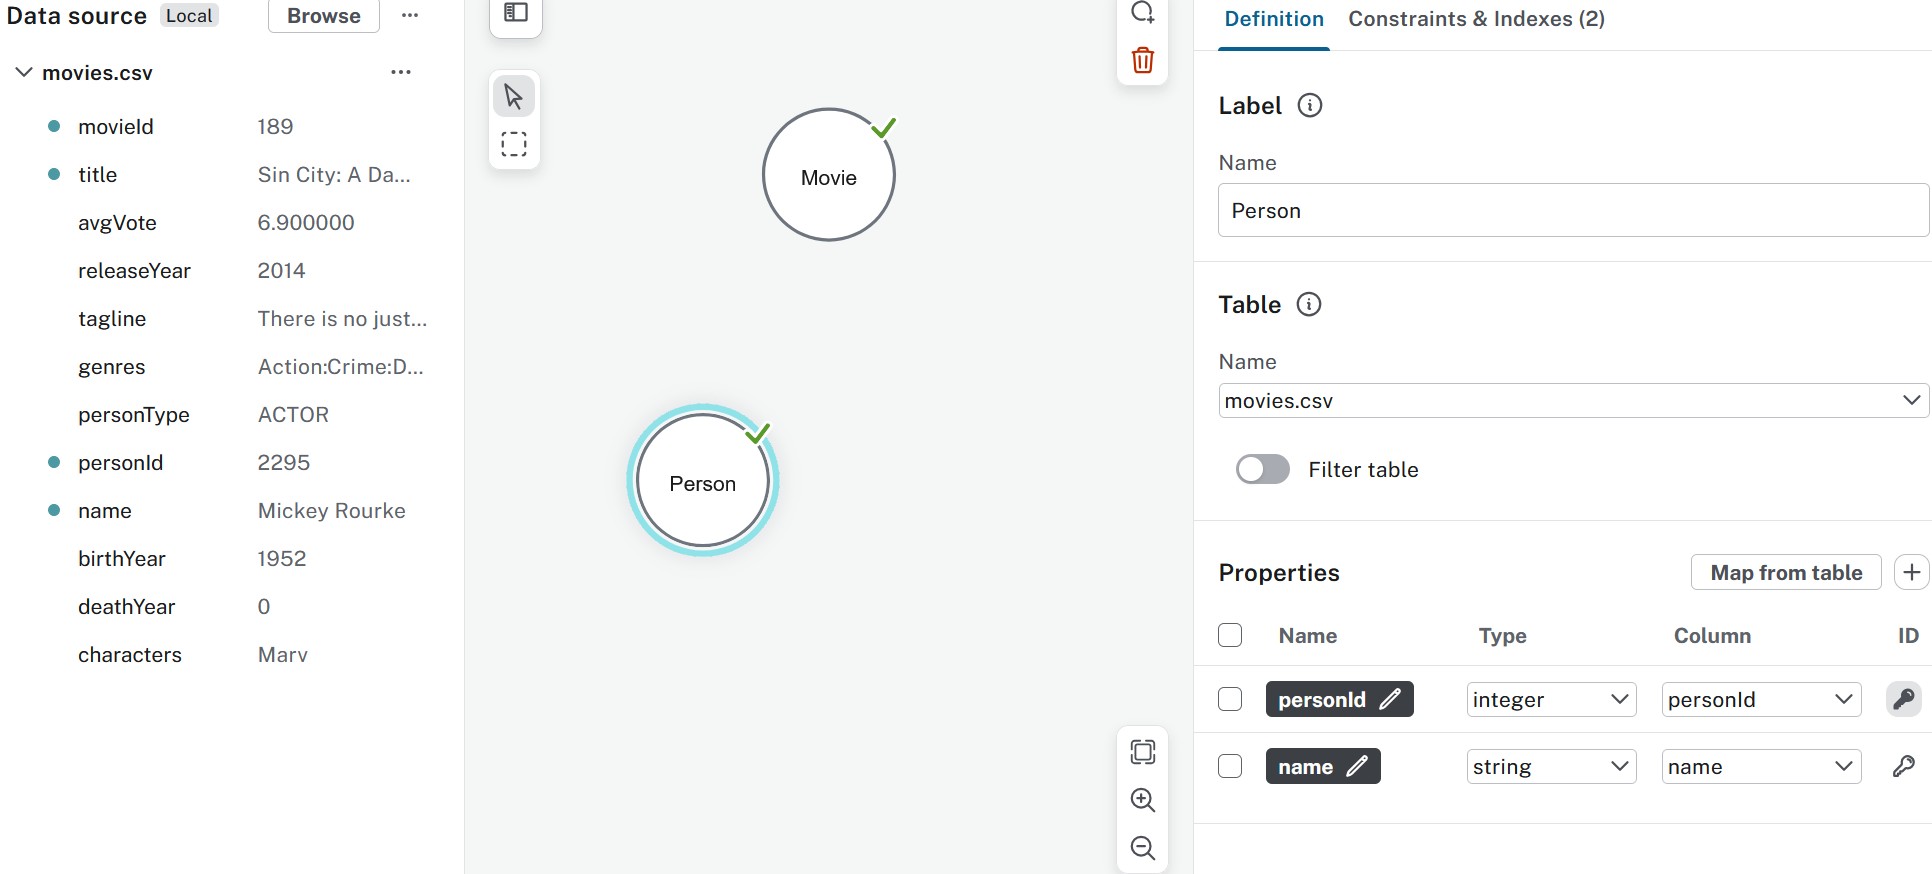 Data source Local Browse
movies.csv
movieId 189
title Sin City: A Da...
avgVote 6.900000
releaseYear 2014
tagline There is no just...
genres Action:Crime:D...
personType ACTOR
personId 2295
name Mickey Rourke
birthYear 1952
deathYear 0
characters Marv
Movie
Person
Definition Constraints & Indexes (2)
Label
Name
Person
Table
Name
movies.csv
Filter table
Properties Map from table
Name Type Column ID
personId integer personId
name string name